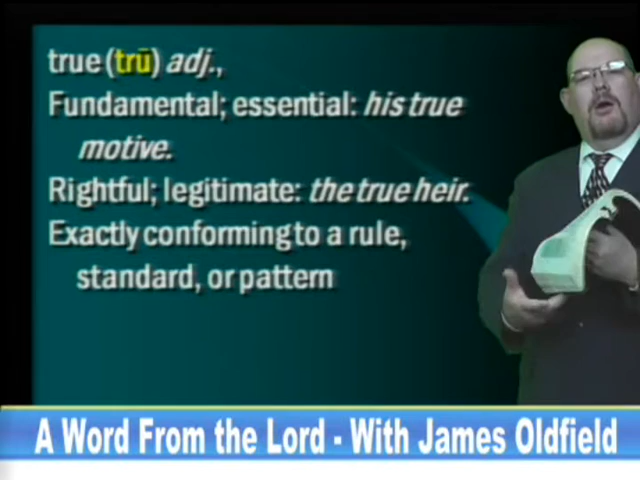 true (trū) adj.,
Fundamental; essential: his true
motive.
Rightful; legitimate: the true heir.
Exactly conforming to a rule,
standard, or pattern
A Word From the Lord - With James Oldfield